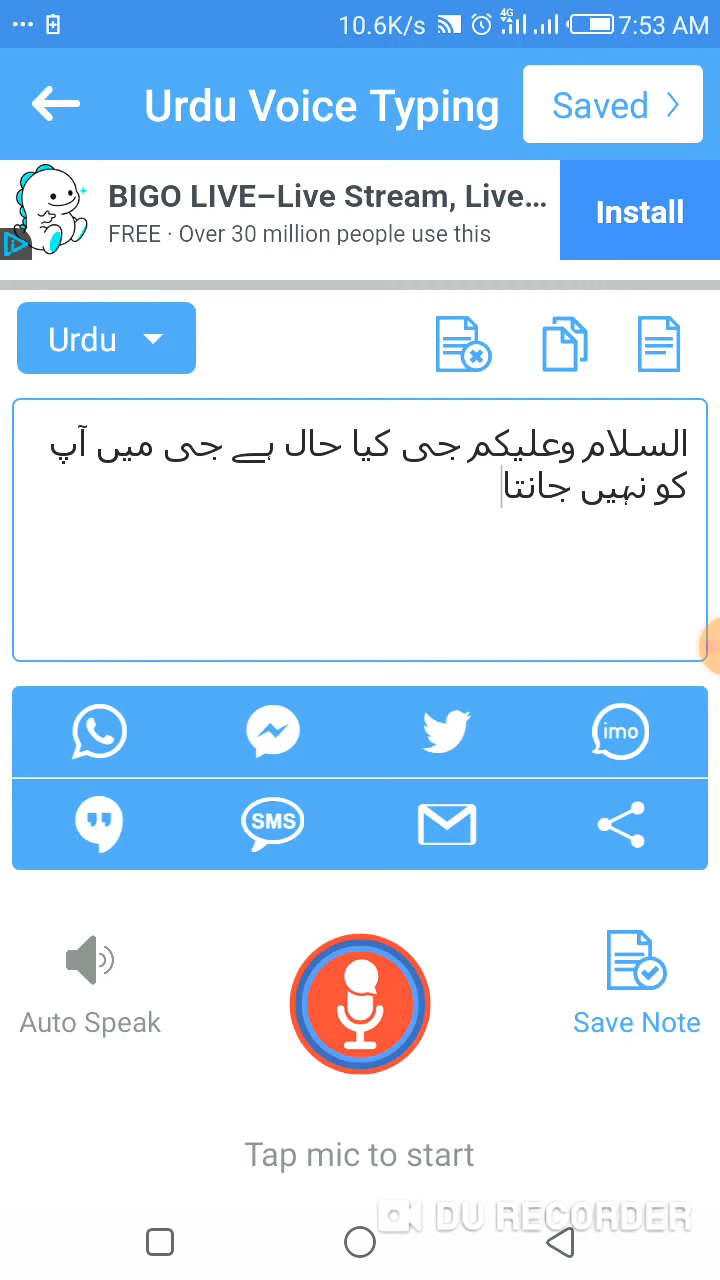 10.6K/s 4G 7:53 AM
Urdu Voice Typing
Saved
BIGO LIVE–Live Stream, Live...
FREE · Over 30 million people use this
Install
Urdu
السلام وعلیکم جی کیا حال ہے جی میں آپ
کو نہیں جانتا
imo
SMS
Auto Speak
Save Note
Tap mic to start
DU RECORDER